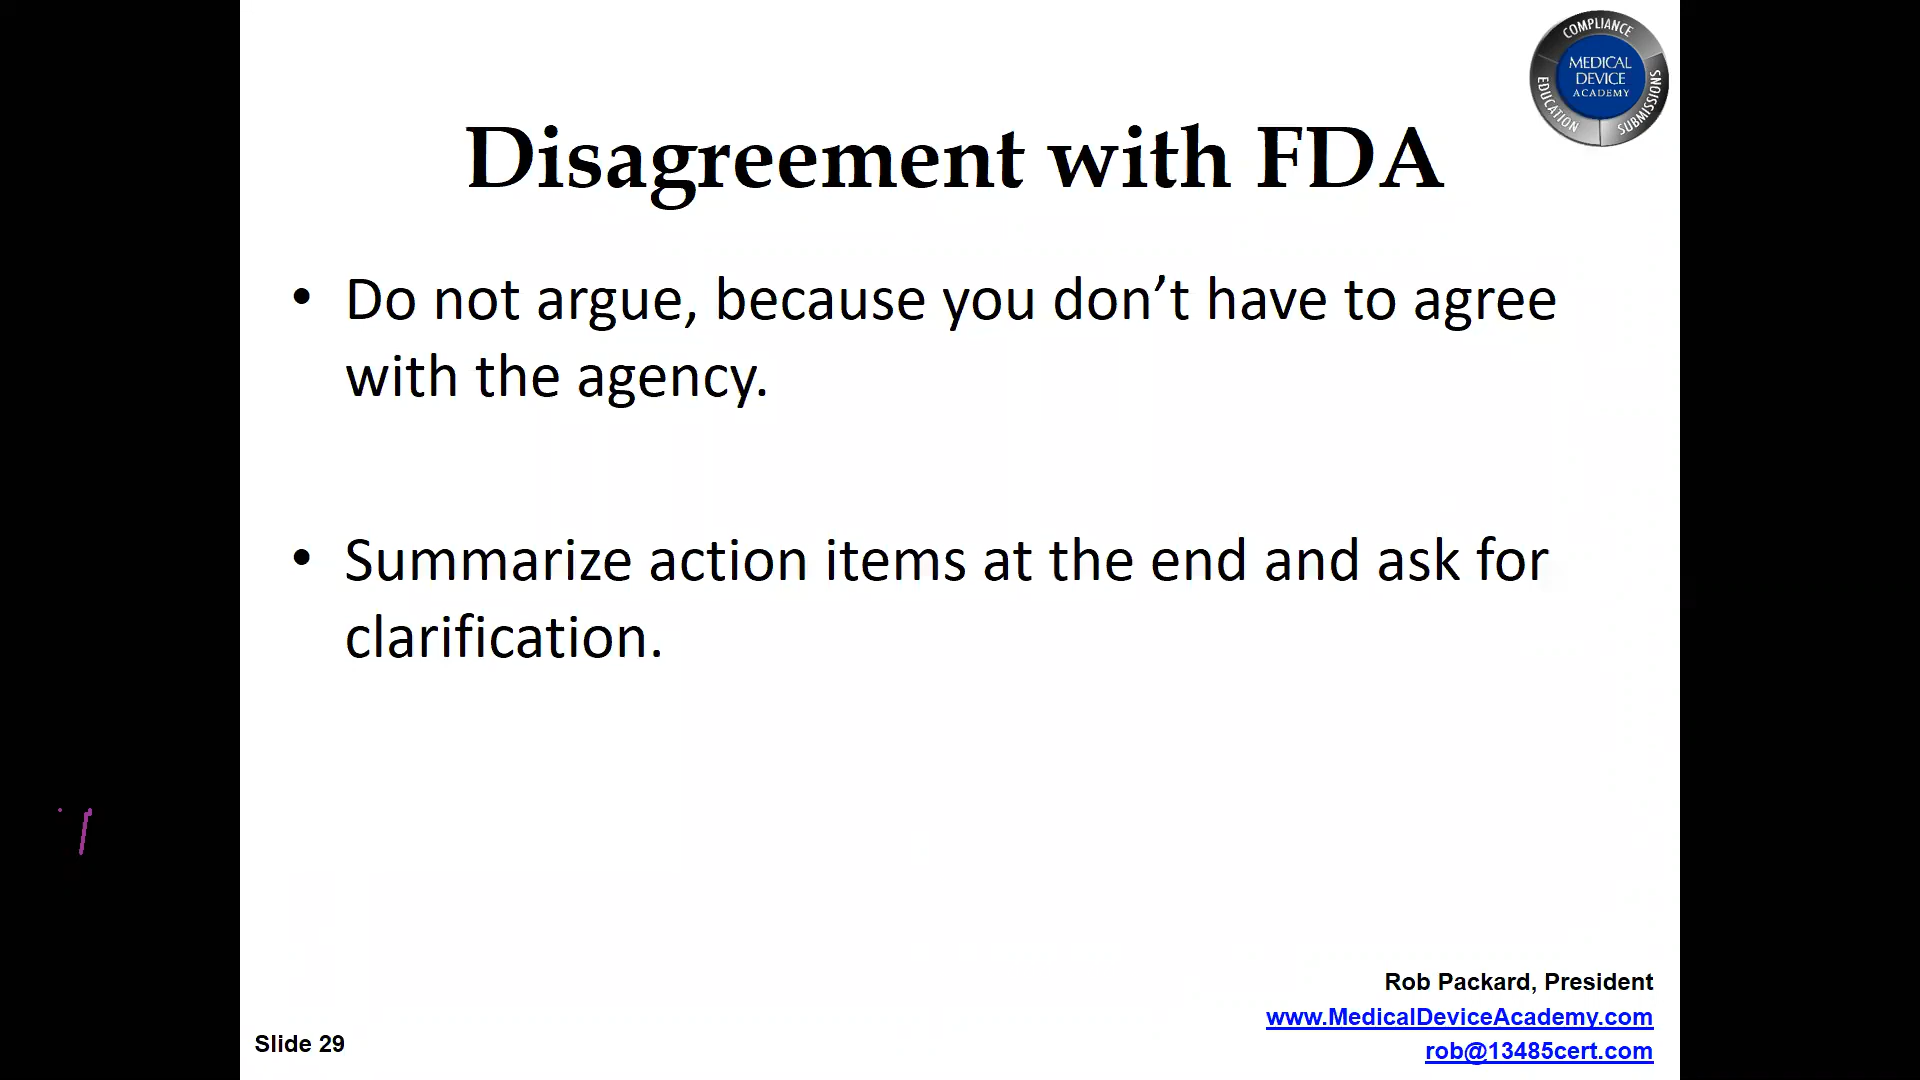 COMPLIANCE
MEDICAL
DEVICE
ACADEMY
EDUCATION
SUBMISSIONS
Disagreement with FDA
• Do not argue, because you don’t have to agree
with the agency.
• Summarize action items at the end and ask for
clarification.
Rob Packard, President
www.MedicalDeviceAcademy.com
rob@13485cert.com
Slide 29